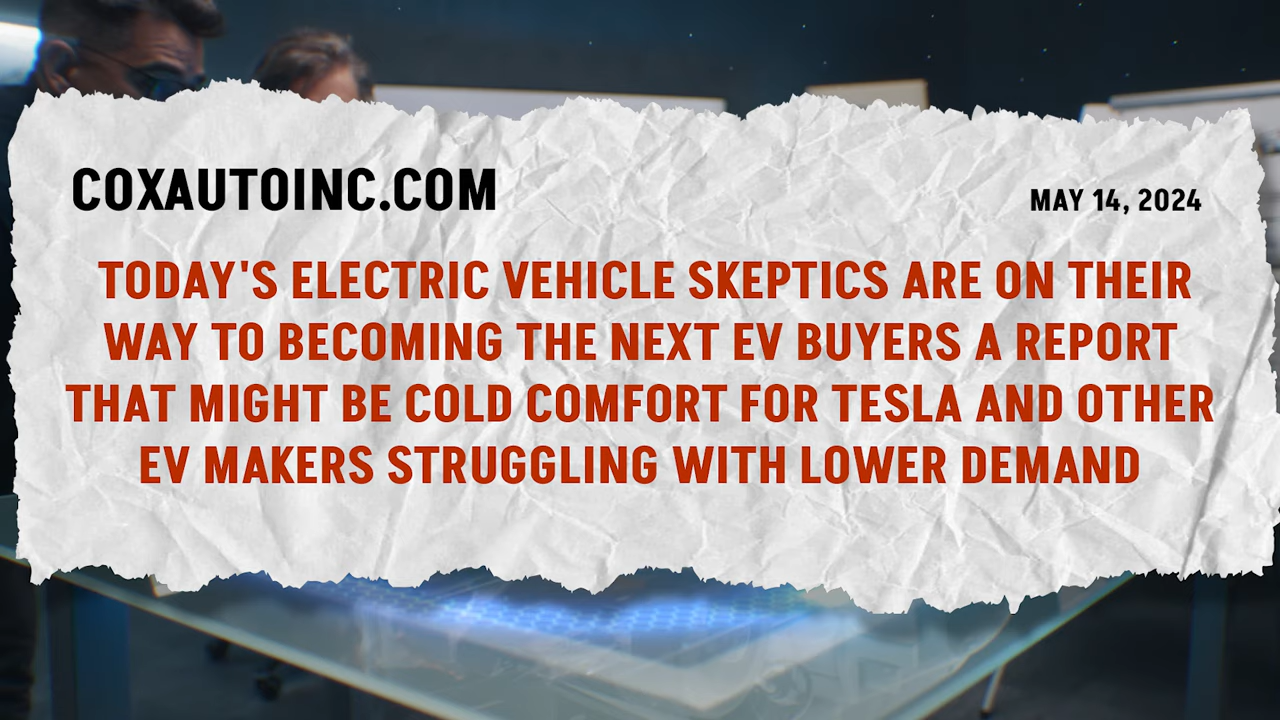 COXAUTOINC.COM
MAY 14, 2024
TODAY'S ELECTRIC VEHICLE SKEPTICS ARE ON THEIR
WAY TO BECOMING THE NEXT EV BUYERS A REPORT
THAT MIGHT BE COLD COMFORT FOR TESLA AND OTHER
EV MAKERS STRUGGLING WITH LOWER DEMAND